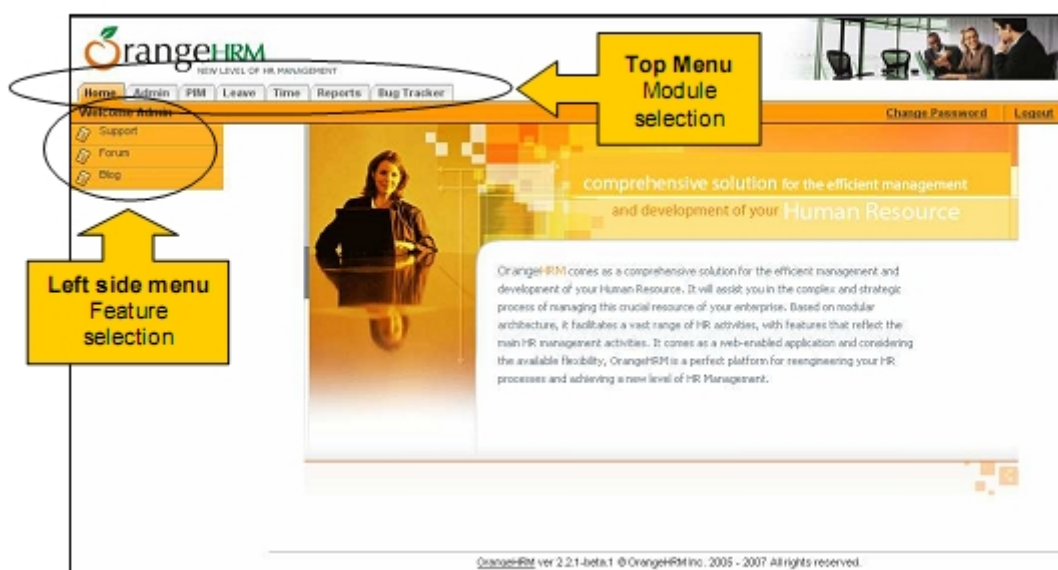 OrangeHRM
NEW LEVEL OF HR MANAGEMENT
Top Menu
Module
selection
Home Admin PIM Leave Time Reports Bug Tracker
Welcome Admin
Change Password Logout
Support
Forum
Blog
Left side menu
Feature
selection
comprehensive solution for the efficient management
and development of your Human Resource
OrangeHRM comes as a comprehensive solution for the efficient management and
development of your Human Resource. It will assist you in the complex and strategic
process of managing this crucial resource of your enterprise. Based on modular
architecture, it facilitates a vast range of HR activities, with features that reflect the
main HR management activities. It comes as a web-enabled application and considering
the available flexibility, OrangeHRM is a perfect platform for reengineering your HR
processes and achieving a new level of HR Management.
OrangeHRM ver 2.2.1-beta.1 © OrangeHRM Inc. 2005 - 2007 All rights reserved.